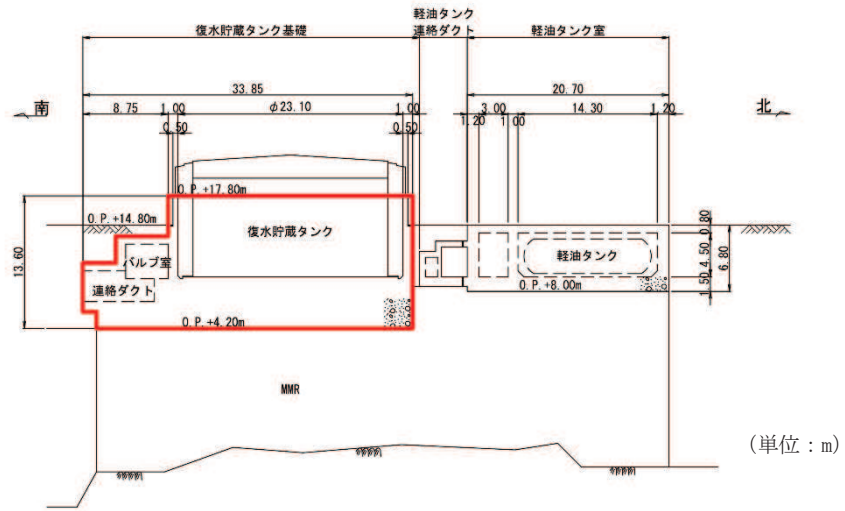 復水貯蔵タンク基礎
軽油タンク
連絡ダクト
軽油タンク室
33.85
20.70
南
8.75
1.00
φ23.10
1.00
3.00
14.30
1.20
北
0.50
0.50
1.20
1.00
O.P.+17.80m
O.P.+14.80m
復水貯蔵タンク
0.80
13.60
バルブ室
軽油タンク
4.50
6.80
連絡ダクト
O.P.+8.00m
1.50
O.P.+4.20m
MMR
(単位:m)